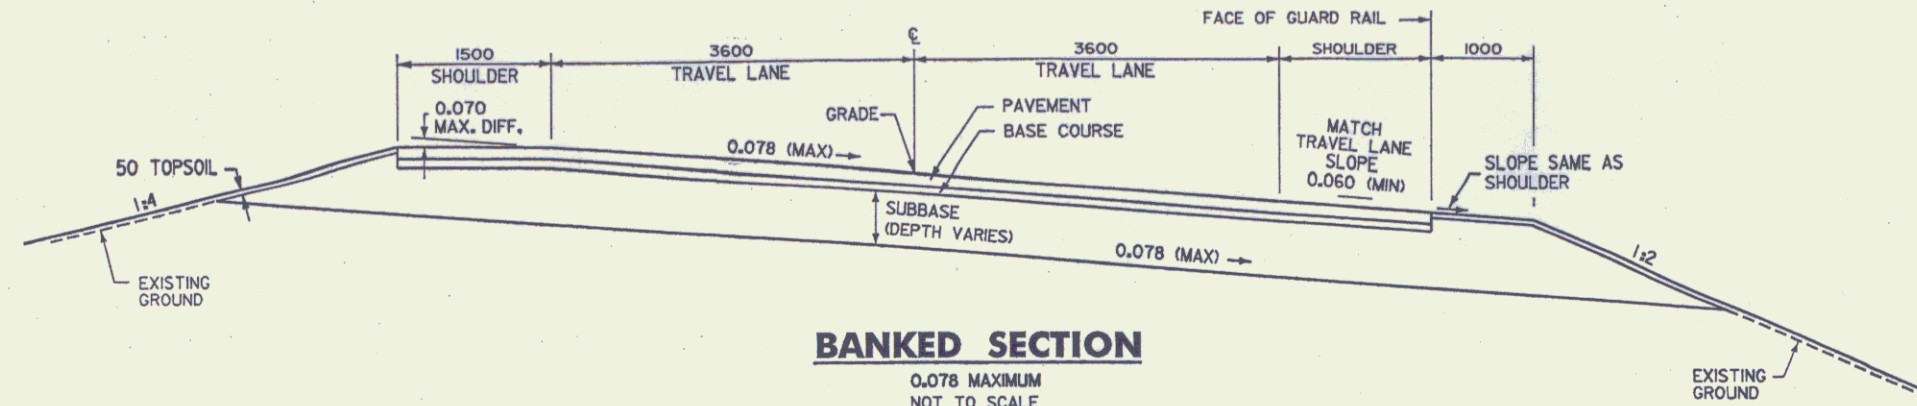 FACE OF GUARD RAIL
℄
1500
SHOULDER
3600
TRAVEL LANE
3600
TRAVEL LANE
SHOULDER
1000
0.070
MAX. DIFF.
GRADE
PAVEMENT
BASE COURSE
0.078 (MAX)
MATCH
TRAVEL LANE
SLOPE
0.060 (MIN)
SLOPE SAME AS
SHOULDER
50 TOPSOIL
1:4
SUBBASE
(DEPTH VARIES)
0.078 (MAX)
1:2
EXISTING
GROUND
BANKED SECTION
0.078 MAXIMUM
NOT TO SCALE
EXISTING
GROUND